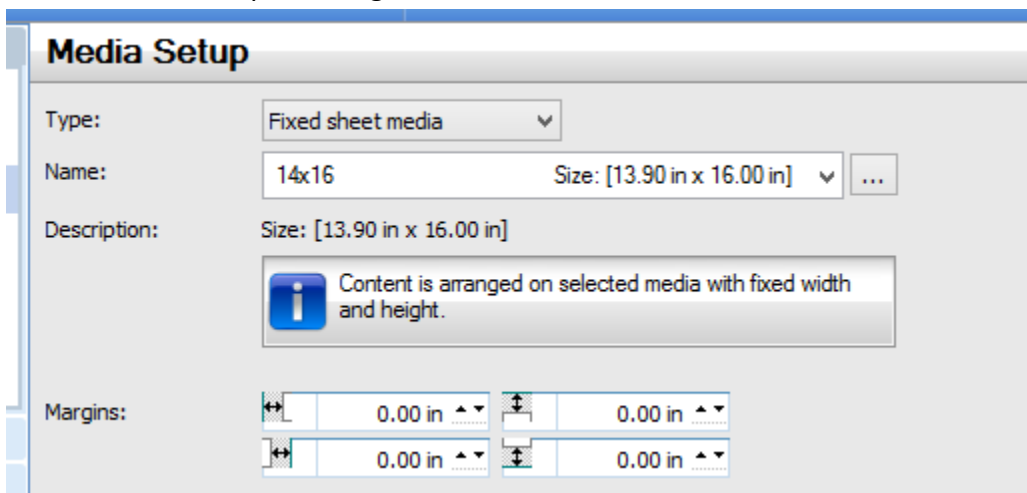 Media Setup
Type: Fixed sheet media
Name: 14x16 Size: [13.90 in x 16.00 in] ...
Description: Size: [13.90 in x 16.00 in]
Content is arranged on selected media with fixed width
and height.
Margins: 0.00 in 0.00 in
0.00 in 0.00 in